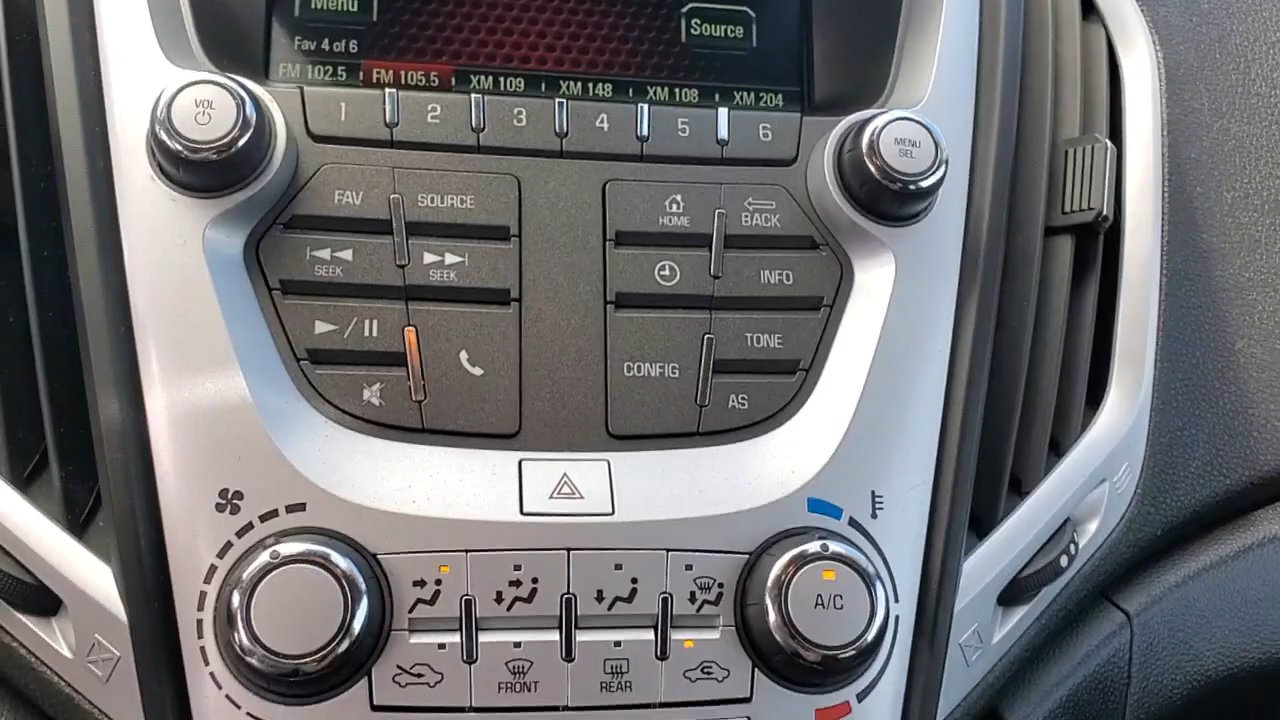 Menu
Source
Fav 4 of 6
FM 102.5
FM 105.5
XM 109
XM 148
XM 108
XM 204
1
2
3
4
5
6
VOL
MENU
SEL
FAV
SOURCE
HOME
BACK
SEEK
SEEK
INFO
CONFIG
TONE
AS
A/C
FRONT
REAR